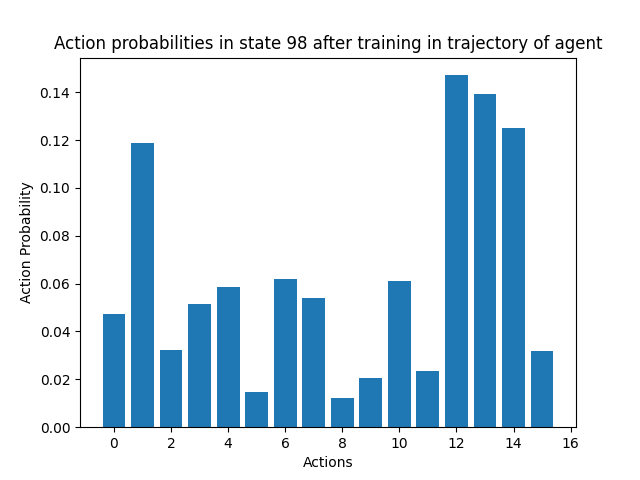 Action probabilities in state 98 after training in trajectory of agent
0.14
0.12
0.10
0.08
0.06
0.04
0.02
0.00
Action Probability
0 2 4 6 8 10 12 14 16
Actions